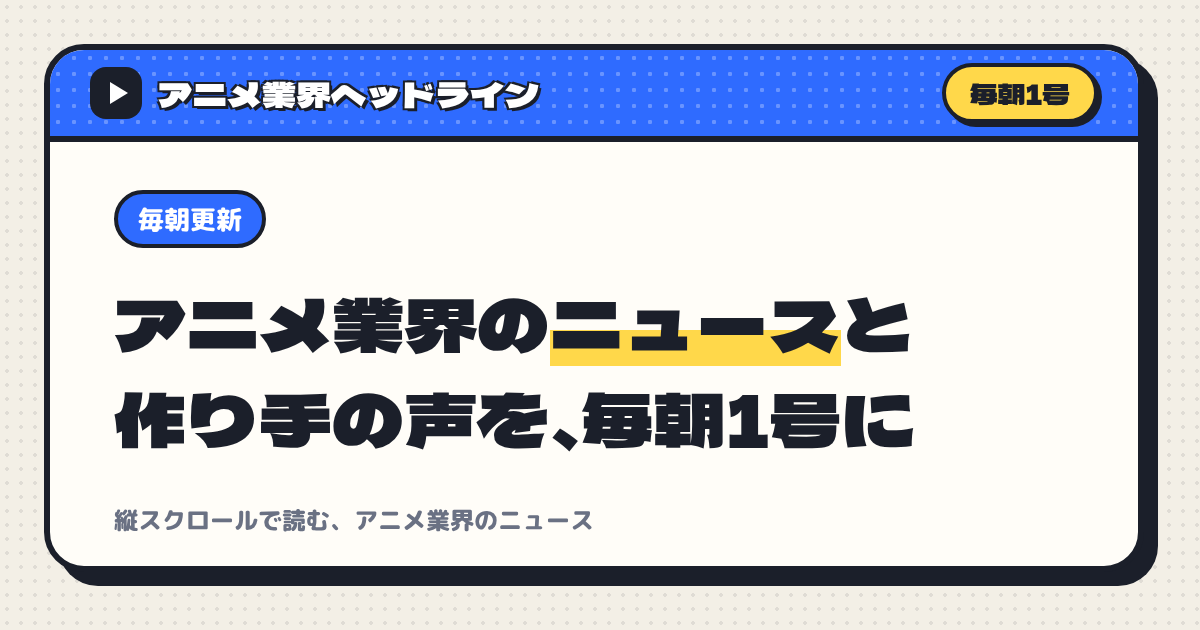 アニメ業界ヘッドライン
毎朝1号
毎朝更新
アニメ業界のニュースと
作り手の声を、毎朝1号に
縦スクロールで読む、アニメ業界のニュース